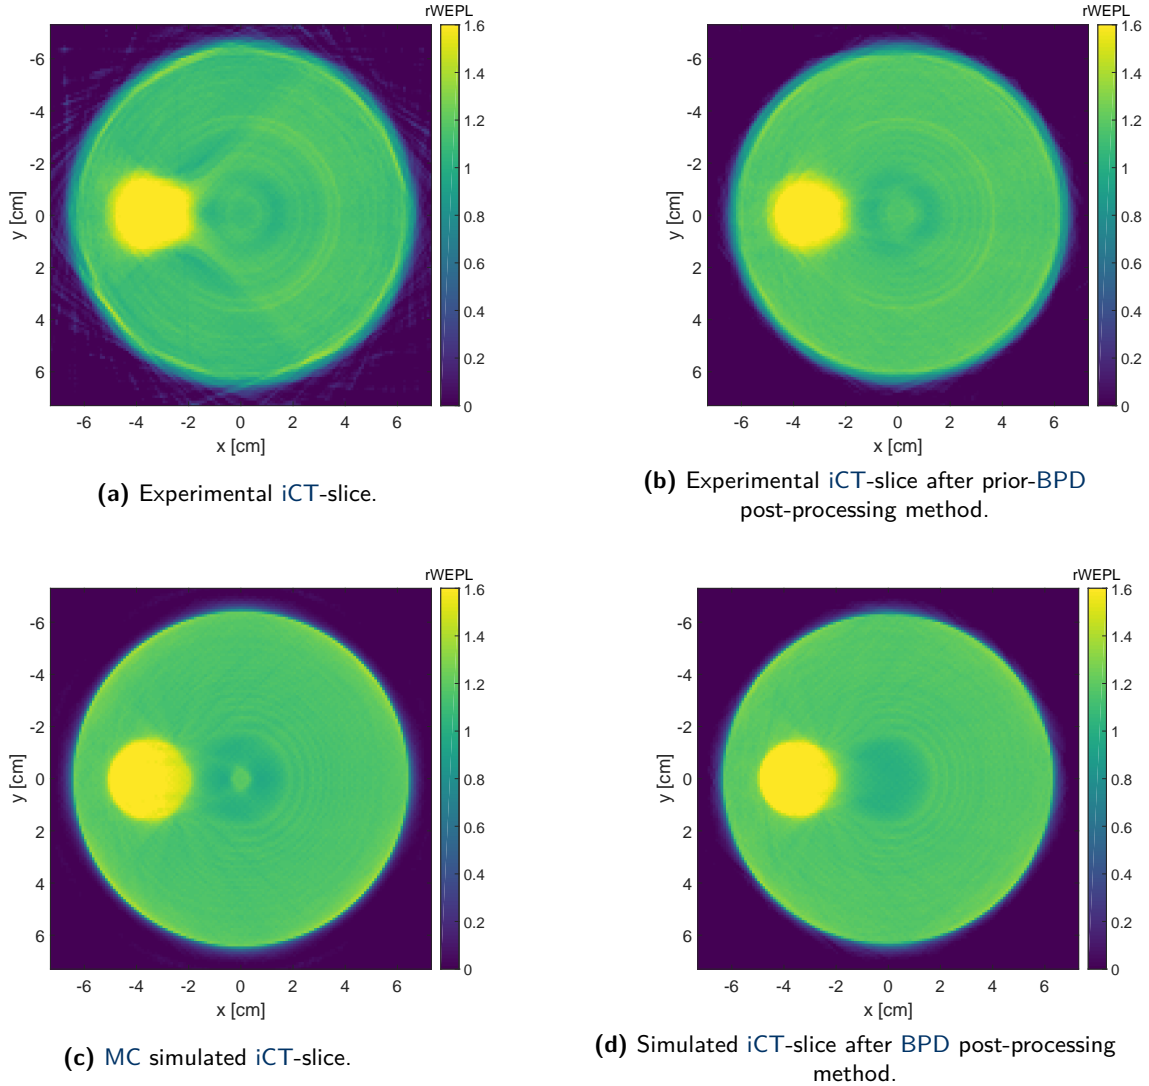 rWEPL
1.6
1.4
1.2
1
0.8
0.6
0.4
0.2
0
-6
-4
-2
0
2
4
6
y [cm]
-6 -4 -2 0 2 4 6
x [cm]
(a) Experimental iCT-slice.
rWEPL
1.6
1.4
1.2
1
0.8
0.6
0.4
0.2
0
-6
-4
-2
0
2
4
6
y [cm]
-6 -4 -2 0 2 4 6
x [cm]
(b) Experimental iCT-slice after prior-BPD
post-processing method.
rWEPL
1.6
1.4
1.2
1
0.8
0.6
0.4
0.2
0
-6
-4
-2
0
2
4
6
y [cm]
-6 -4 -2 0 2 4 6
x [cm]
(c) MC simulated iCT-slice.
rWEPL
1.6
1.4
1.2
1
0.8
0.6
0.4
0.2
0
-6
-4
-2
0
2
4
6
y [cm]
-6 -4 -2 0 2 4 6
x [cm]
(d) Simulated iCT-slice after BPD post-processing
method.